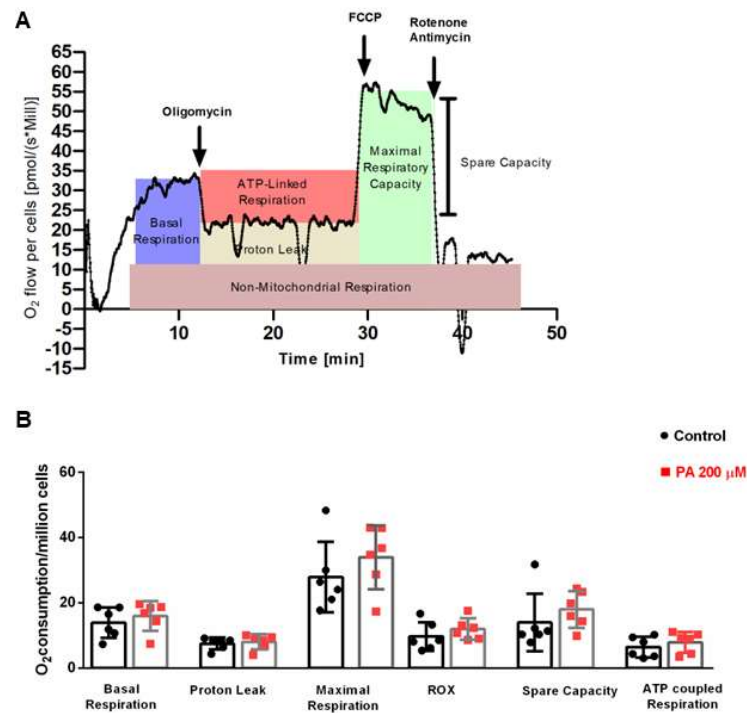 A
FCCP
Rotenone
Antimycin
Oligomycin
O₂ flow per cells [pmol/(s*Mill)]
65
60
55
50
45
40
35
30
25
20
15
10
5
0
-5
-10
-15
ATP-Linked
Respiration
Basal
Respiration
Proton Leak
Maximal
Respiratory
Capacity
Spare Capacity
Non-Mitochondrial Respiration
10
20
30
40
50
Time [min]
B
Control
PA 200 μM
O₂consumption/million cells
60
40
20
0
Basal
Respiration
Proton Leak
Maximal
Respiration
ROX
Spare Capacity
ATP coupled
Respiration